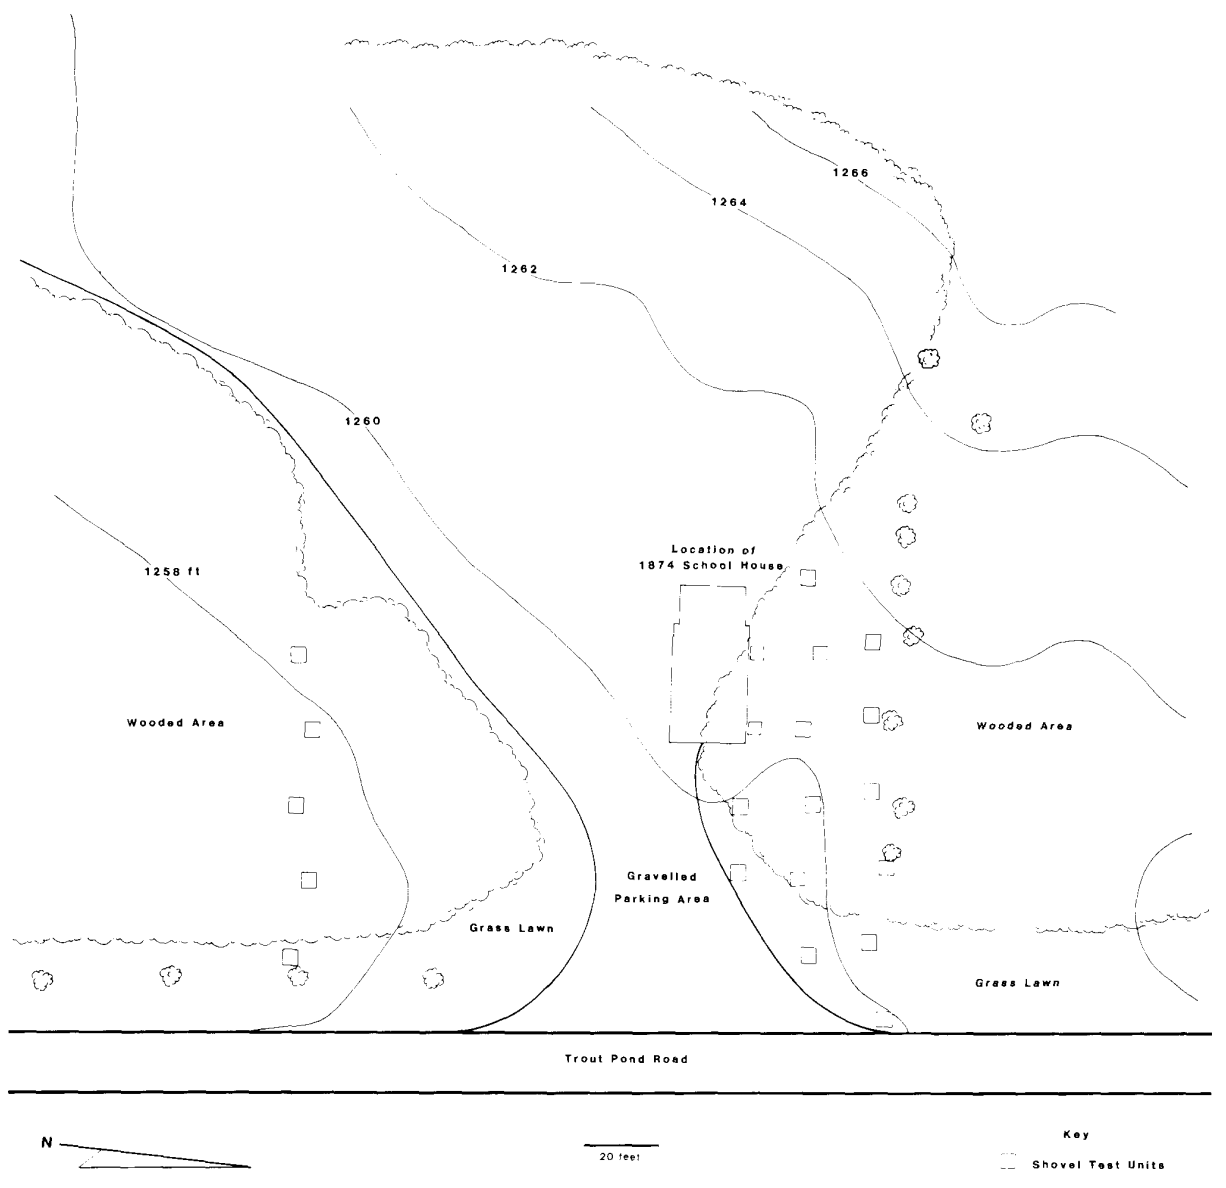 1266
1264
1262
1260
Location of
1874 School House
1258 ft
Wooded Area
Wooded Area
Gravelled
Parking Area
Grass Lawn
Grass Lawn
Trout Pond Road
N
20 feet
Key
Shovel Test Units